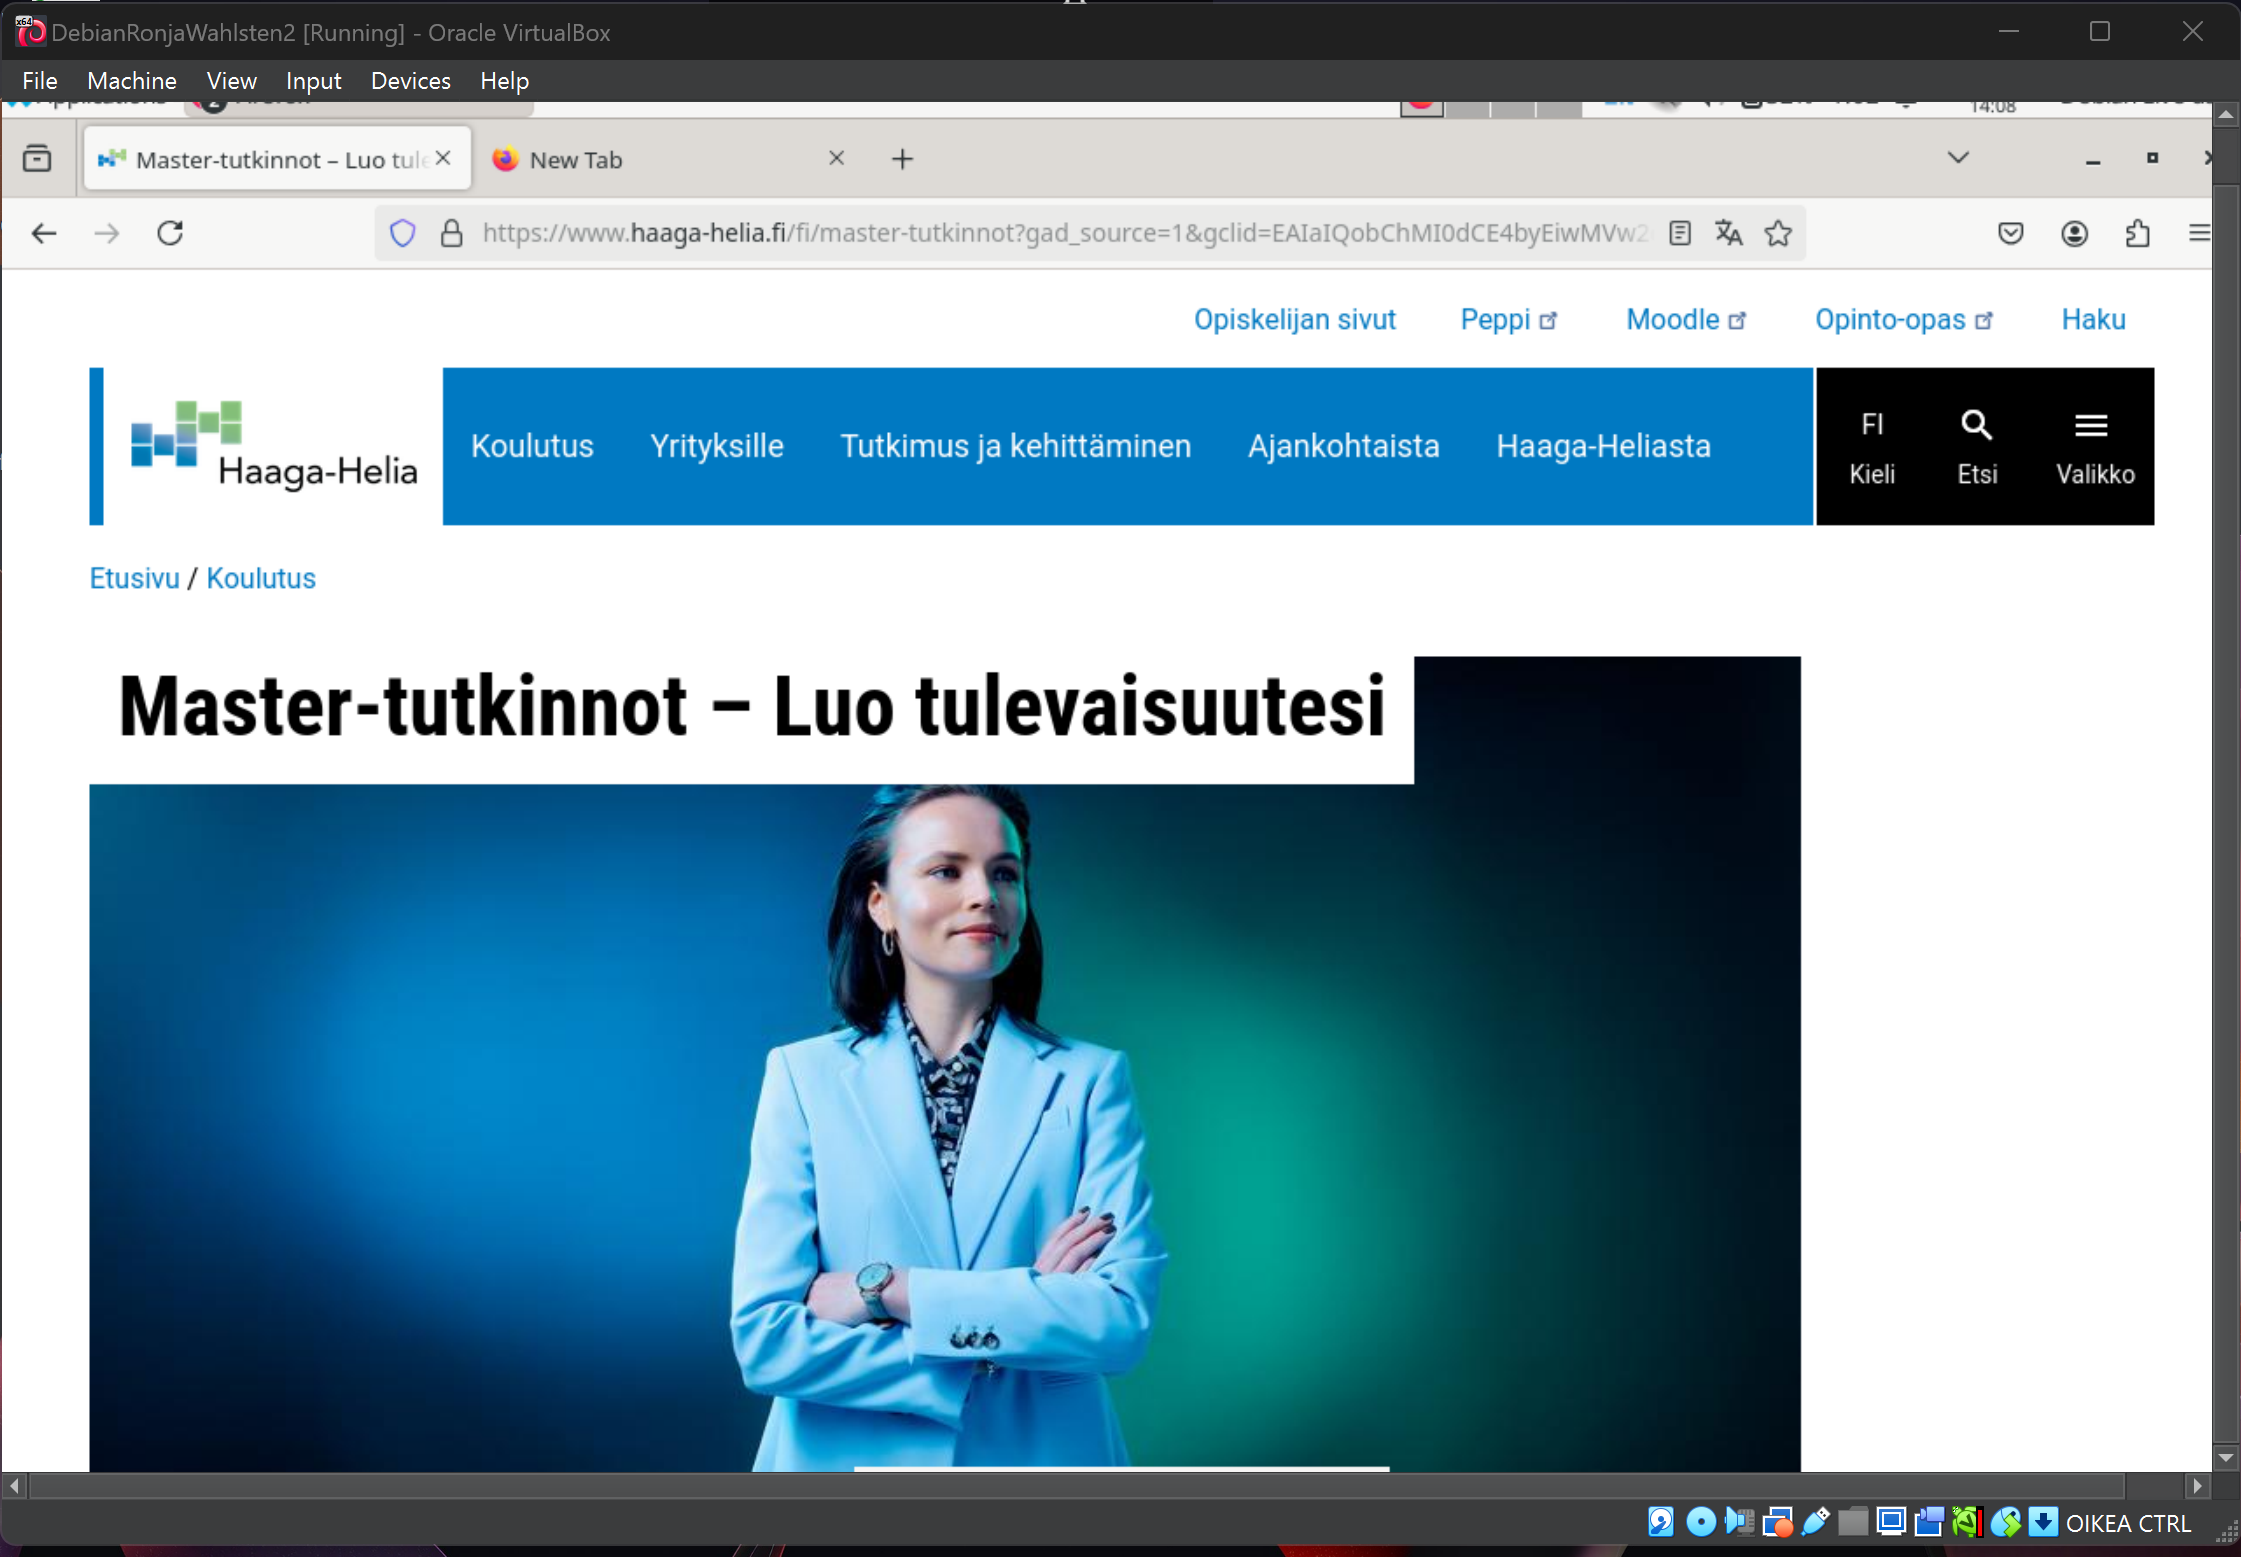 DebianRonjaWahlsten2 [Running] - Oracle VirtualBox
File Machine View Input Devices Help
14:08
Master-tutkinnot – Luo tule
New Tab
https://www.haaga-helia.fi/fi/master-tutkinnot?gad_source=1&gclid=EAIaIQobChMI0dCE4byEiwMVw2
Opiskelijan sivut Peppi Moodle Opinto-opas Haku
Haaga-Helia
Koulutus Yrityksille Tutkimus ja kehittäminen Ajankohtaista Haaga-Heliasta
FI
Kieli Etsi Valikko
Etusivu / Koulutus
Master-tutkinnot – Luo tulevaisuutesi
OIKEA CTRL